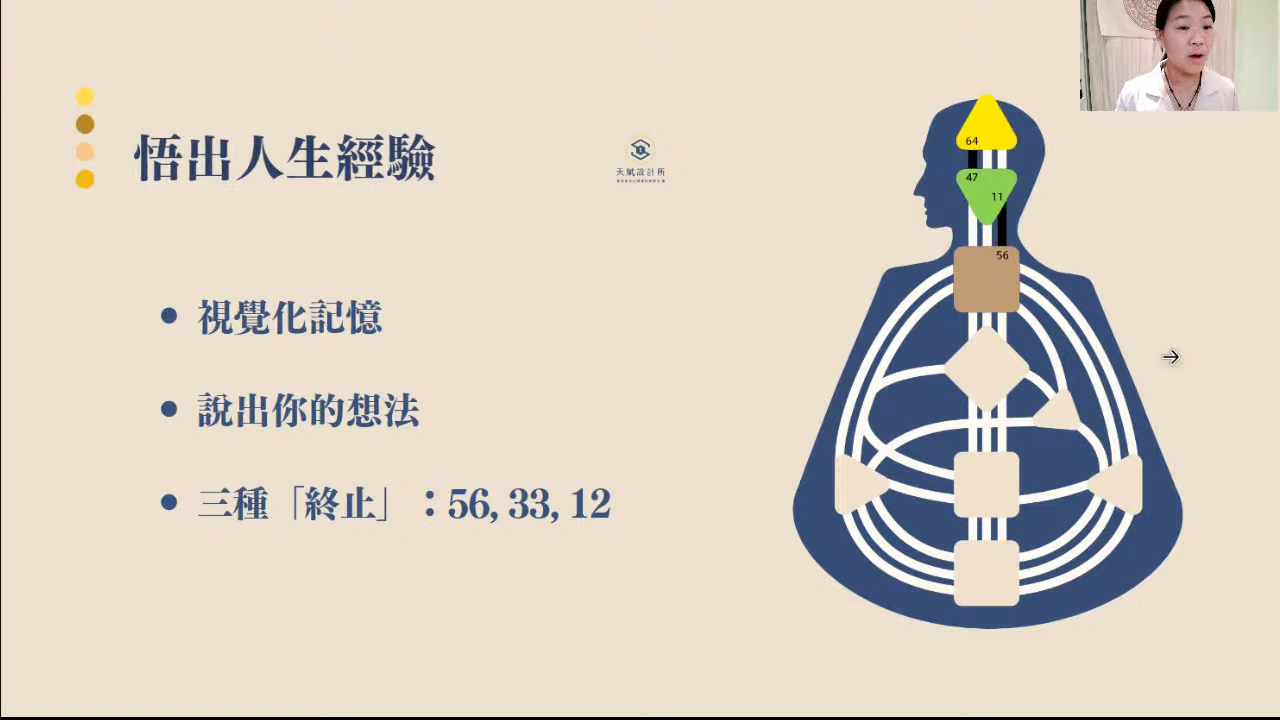 悟出人生經驗
天賦設計所
視覺化記憶
說出你的想法
三種「終止」：56, 33, 12
64
47
11
56